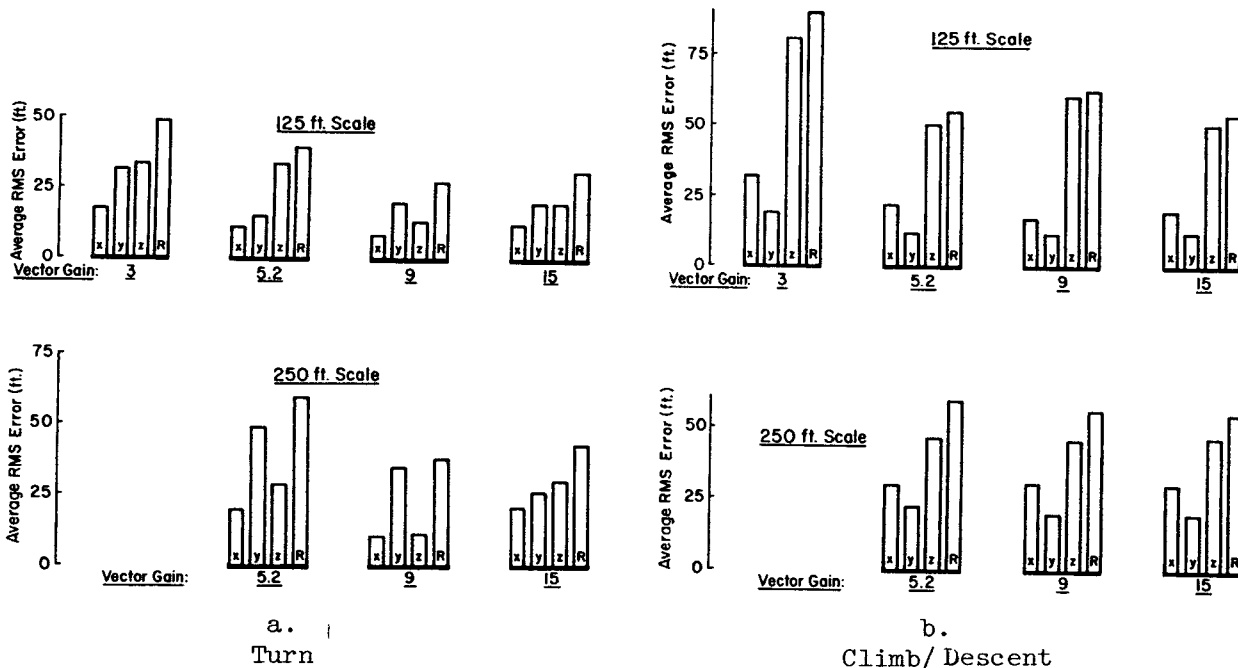 Average RMS Error (ft.)
50
25
0
125 ft. Scale
x y z R
x y z R
x y z R
x y z R
Vector Gain: 3 5.2 9 15
Average RMS Error (ft.)
75
50
25
0
250 ft. Scale
x y z R
x y z R
x y z R
Vector Gain: 5.2 9 15
a.
Turn
Average RMS Error (ft.)
75
50
25
0
125 ft. Scale
x y z R
x y z R
x y z R
x y z R
Vector Gain: 3 5.2 9 15
Average RMS Error (ft.)
50
25
0
250 ft. Scale
x y z R
x y z R
x y z R
Vector Gain: 5.2 9 15
b.
Climb/Descent